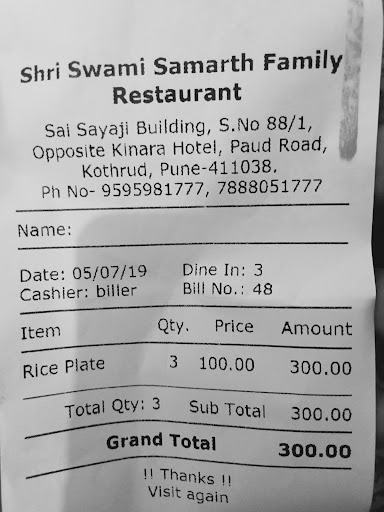 Shri Swami Samarth Family
Restaurant
Sai Sayaji Building, S.No 88/1,
Opposite Kinara Hotel, Paud Road,
Kothrud, Pune-411038.
Ph No- 9595981777, 7888051777
Name:
Date: 05/07/19 Dine In: 3
Cashier: biller Bill No.: 48
Item Qty. Price Amount
Rice Plate 3 100.00 300.00
Total Qty: 3 Sub Total 300.00
Grand Total 300.00
!! Thanks !!
Visit again